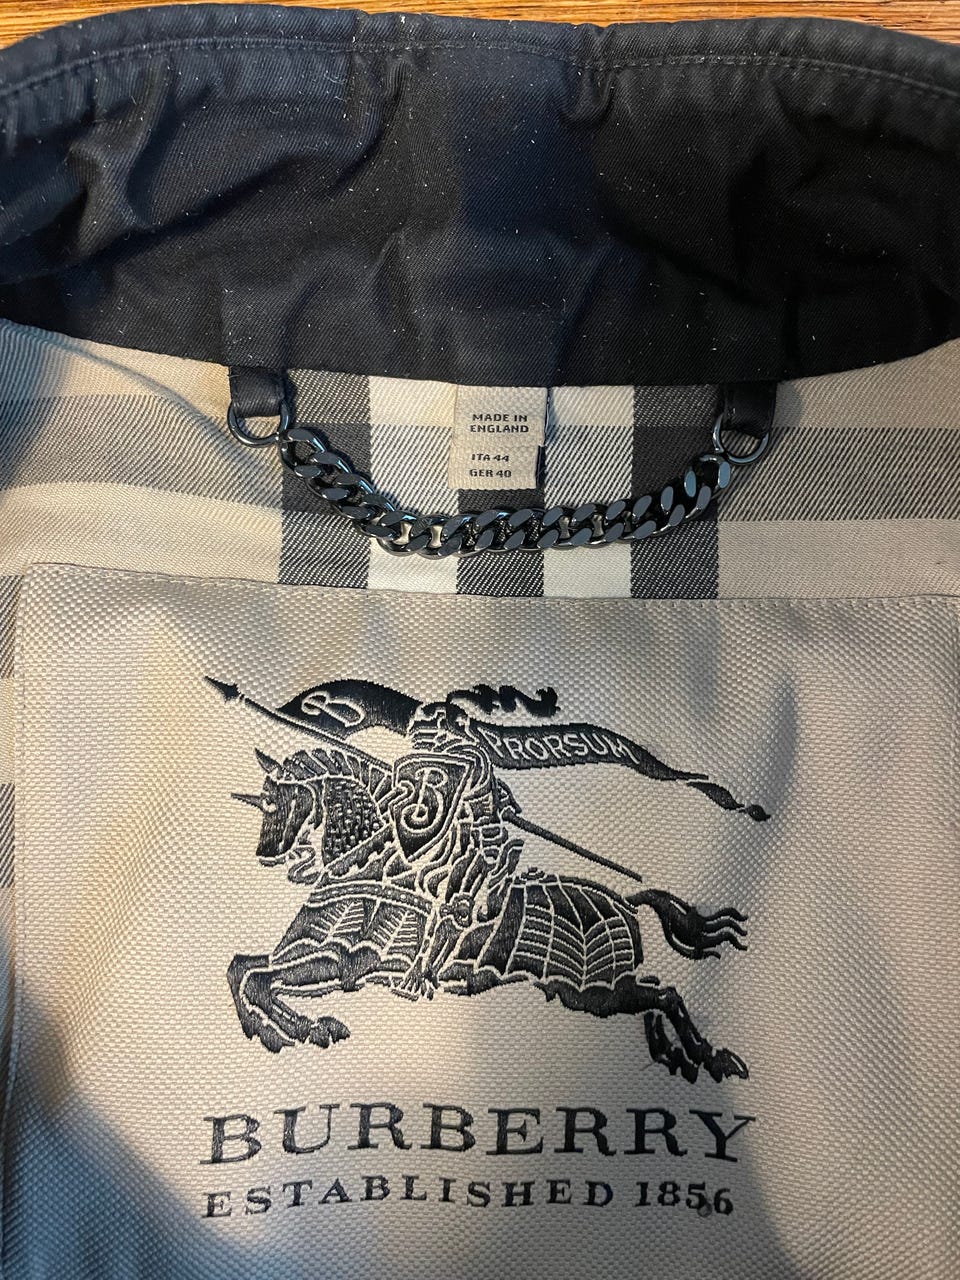 MADE IN
ENGLAND
ITA 44
GER 40
B
PRORSUM
B
BURBERRY
ESTABLISHED 1856